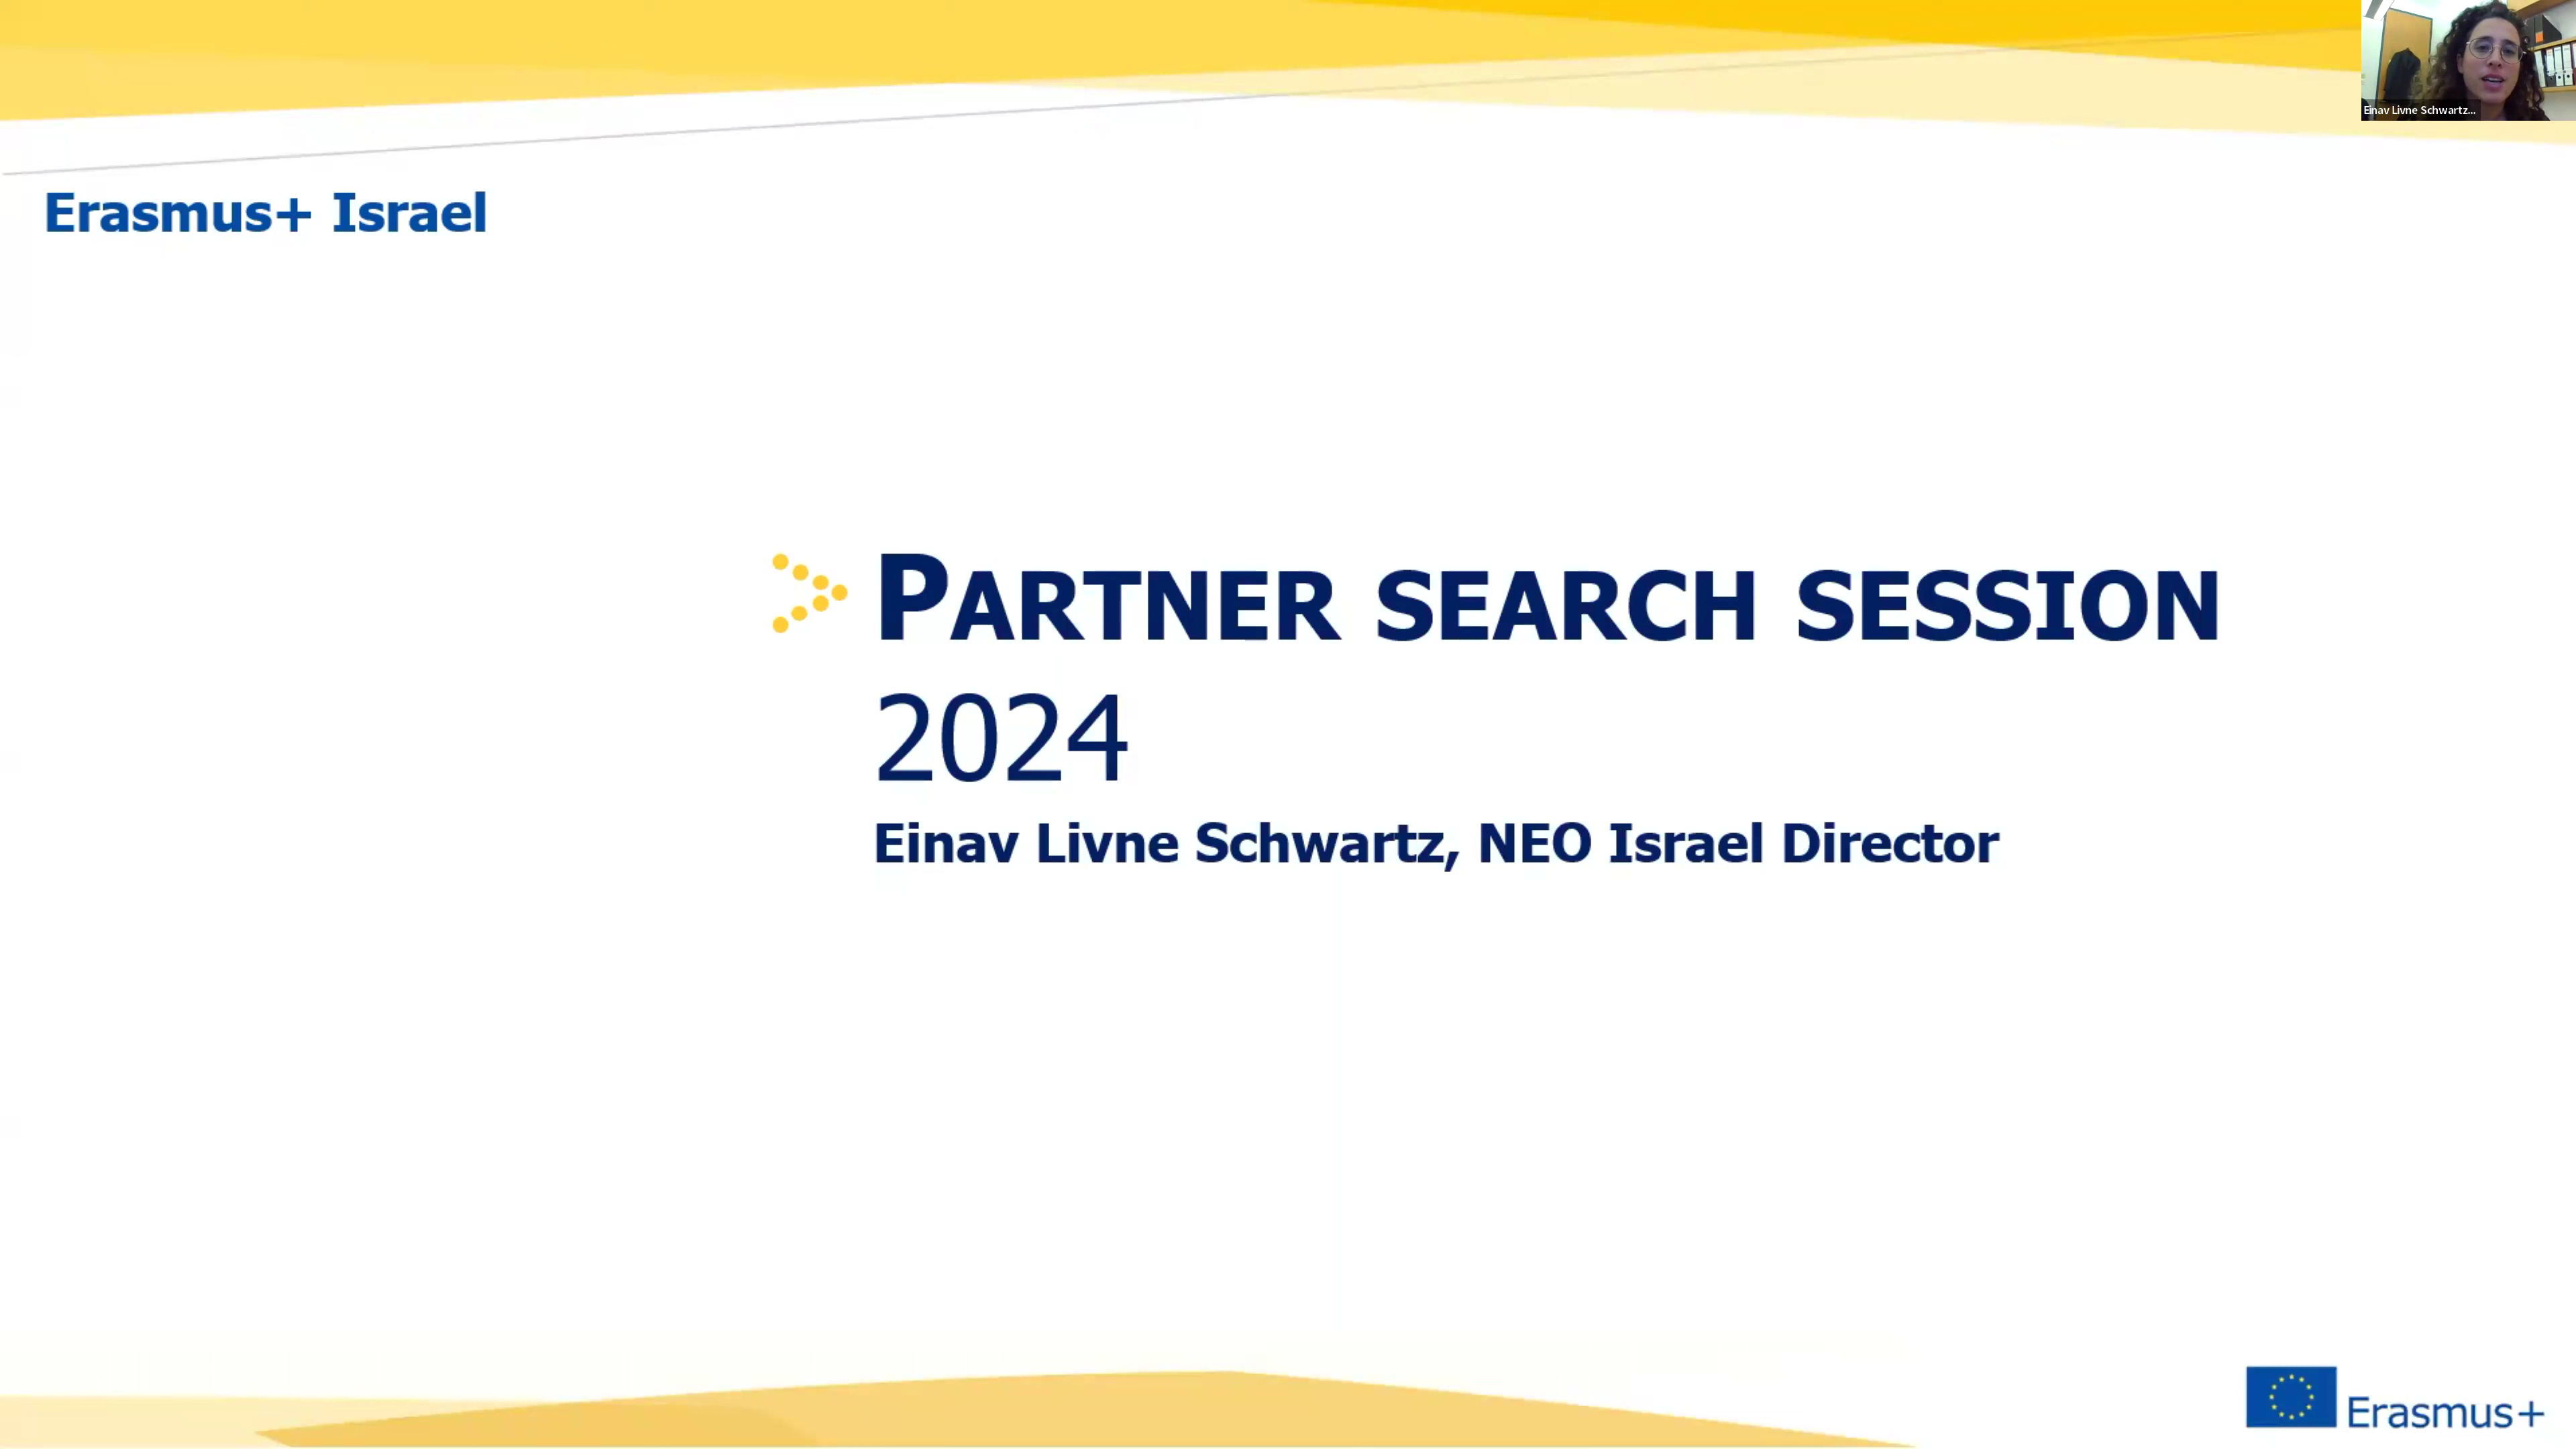 Einav Livne Schwartz...
Erasmus+ Israel
PARTNER SEARCH SESSION
2024
Einav Livne Schwartz, NEO Israel Director
Erasmus+